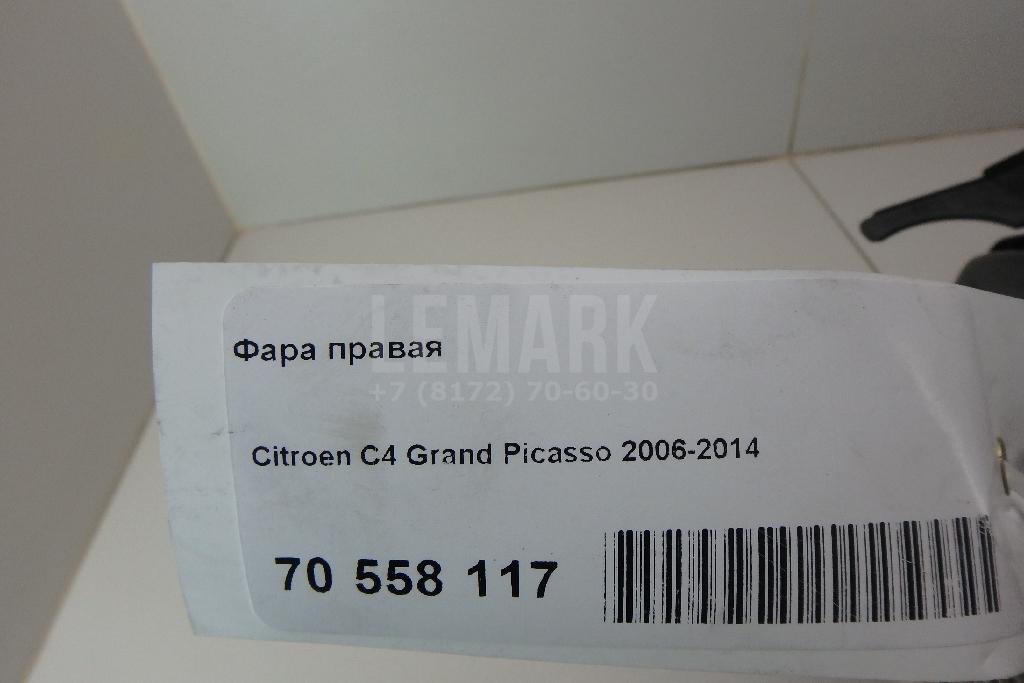 LEMARK
Фара правая
+7 (8172) 70-60-30
Citroen C4 Grand Picasso 2006-2014
70 558 117